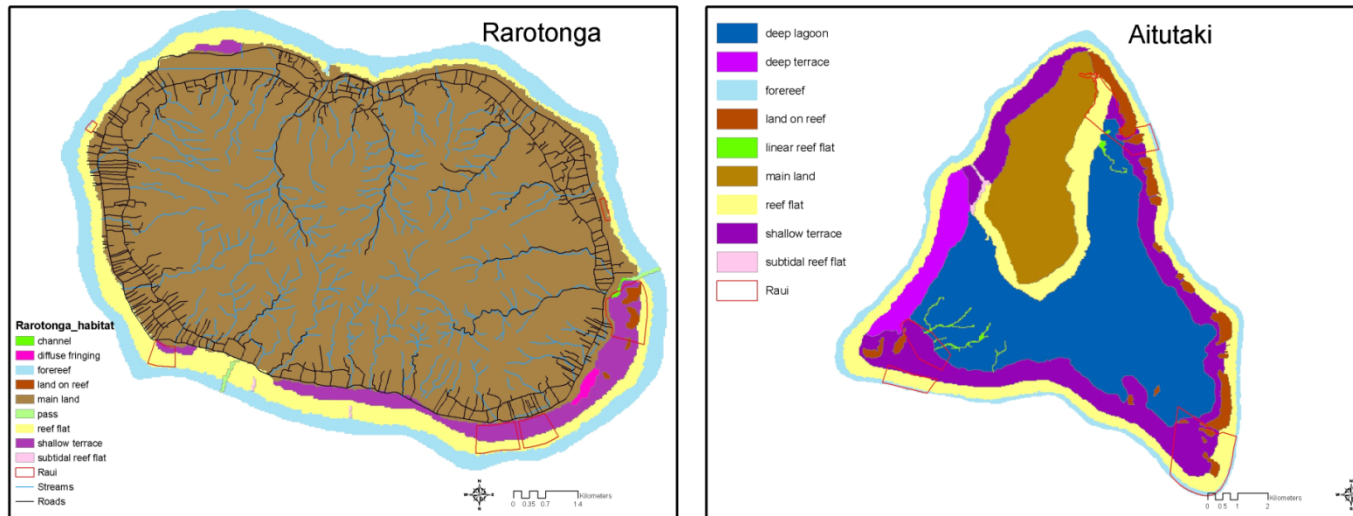 Rarotonga
Rarotonga_habitat
channel
diffuse fringing
forereef
land on reef
main land
pass
reef flat
shallow terrace
subtidal reef flat
Raui
Streams
Roads
Kilometers
0 0.35 0.7 1.4
Aitutaki
deep lagoon
deep terrace
forereef
land on reef
linear reef flat
main land
reef flat
shallow terrace
subtidal reef flat
Raui
Kilometers
0 0.5 1 2